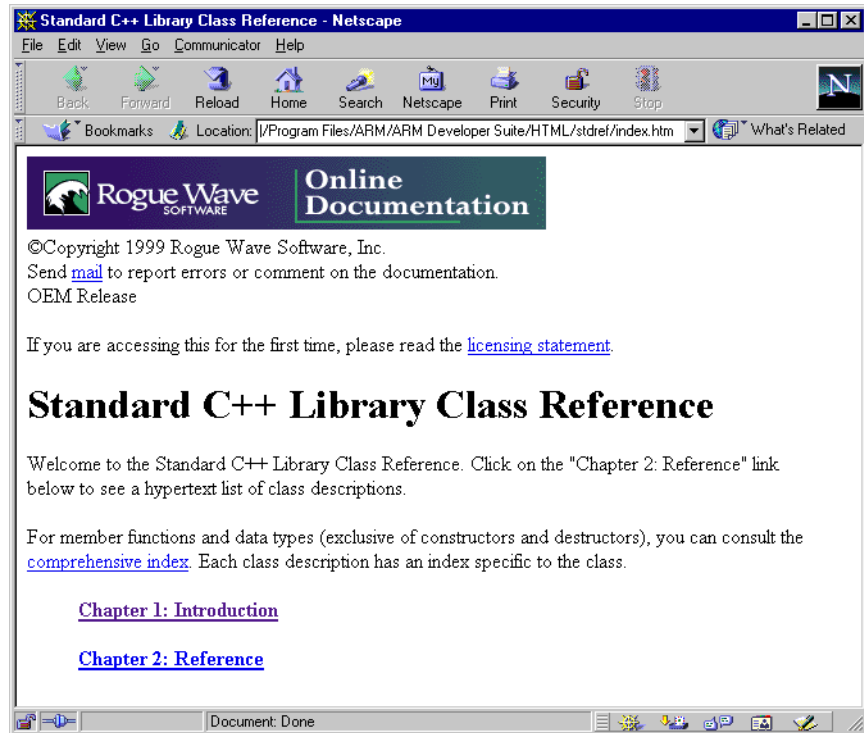 Standard C++ Library Class Reference - Netscape
File Edit View Go Communicator Help
Back Forward Reload Home Search My Netscape Print Security Stop N
Bookmarks Location: I/Program Files/ARM/ARM Developer Suite/HTML/stdref/index.htm What's Related
Rogue Wave SOFTWARE
Online Documentation
©Copyright 1999 Rogue Wave Software, Inc.
Send mail to report errors or comment on the documentation.
OEM Release
If you are accessing this for the first time, please read the licensing statement.
Standard C++ Library Class Reference
Welcome to the Standard C++ Library Class Reference. Click on the "Chapter 2: Reference" link
below to see a hypertext list of class descriptions.
For member functions and data types (exclusive of constructors and destructors), you can consult the
comprehensive index. Each class description has an index specific to the class.
Chapter 1: Introduction
Chapter 2: Reference
Document: Done